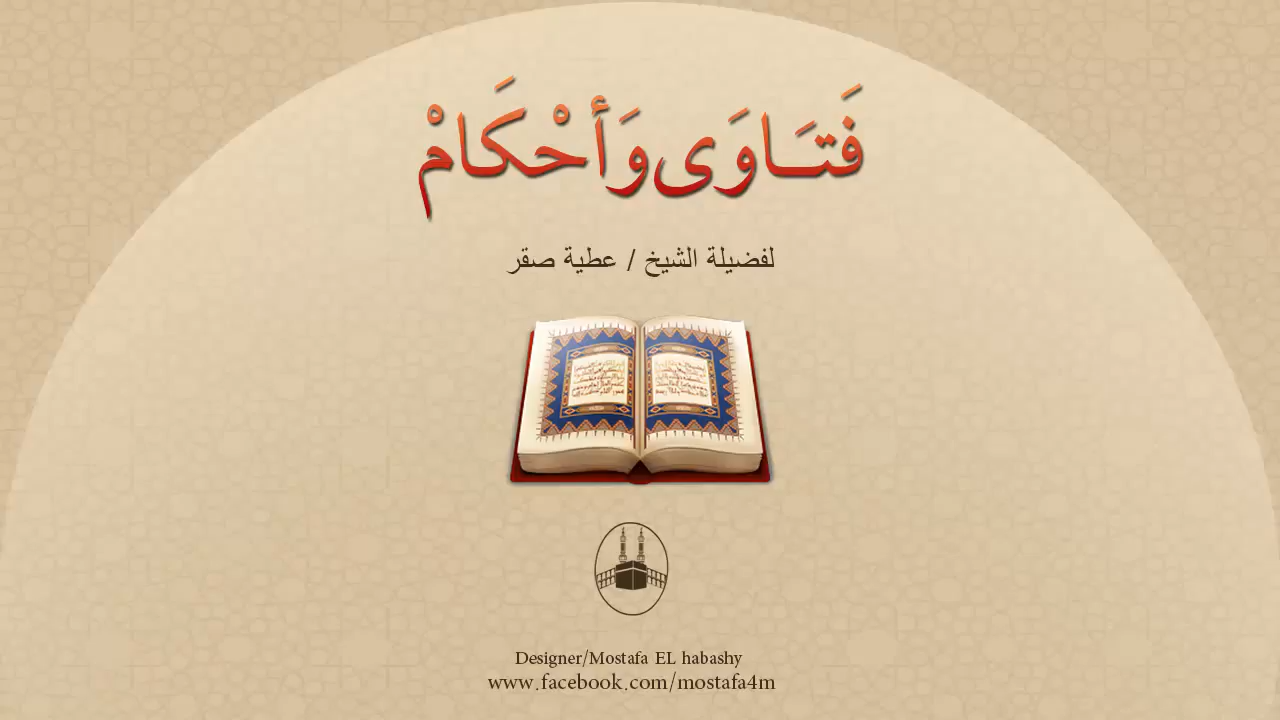 فَتَاوَى وَأَحْكَامْ
لفضيلة الشيخ / عطية صقر
Designer/Mostafa EL habashy
www.facebook.com/mostafa4m